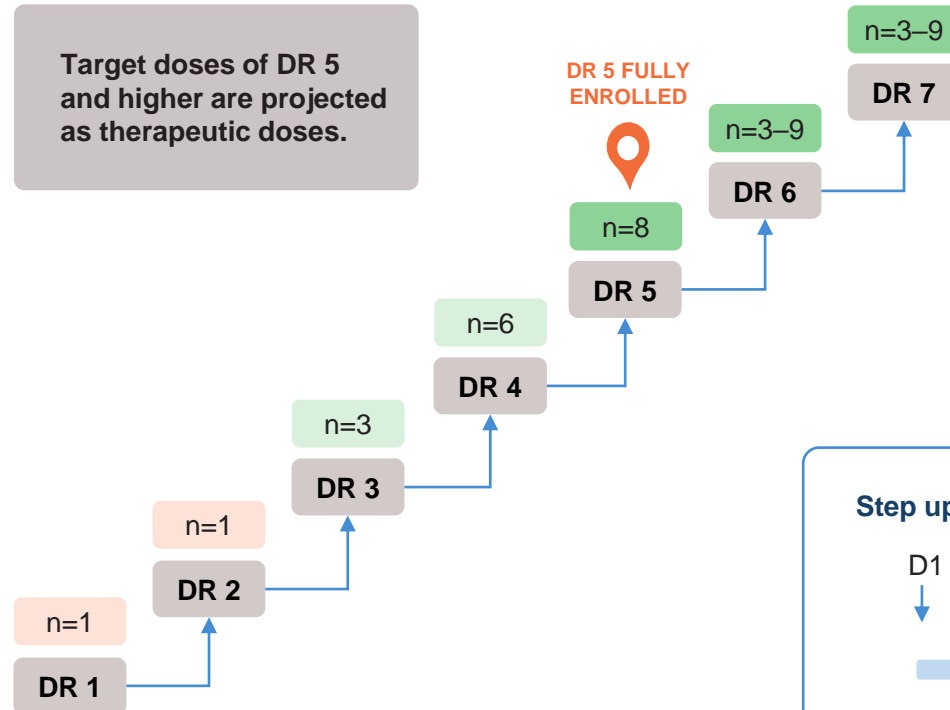 Target doses of DR 5
and higher are projected
as therapeutic doses.
DR 5 FULLY
ENROLLED
n=3–9
DR 7
n=3–9
DR 6
n=8
DR 5
n=6
DR 4
n=3
DR 3
n=1
DR 2
n=1
DR 1
Step up
D1